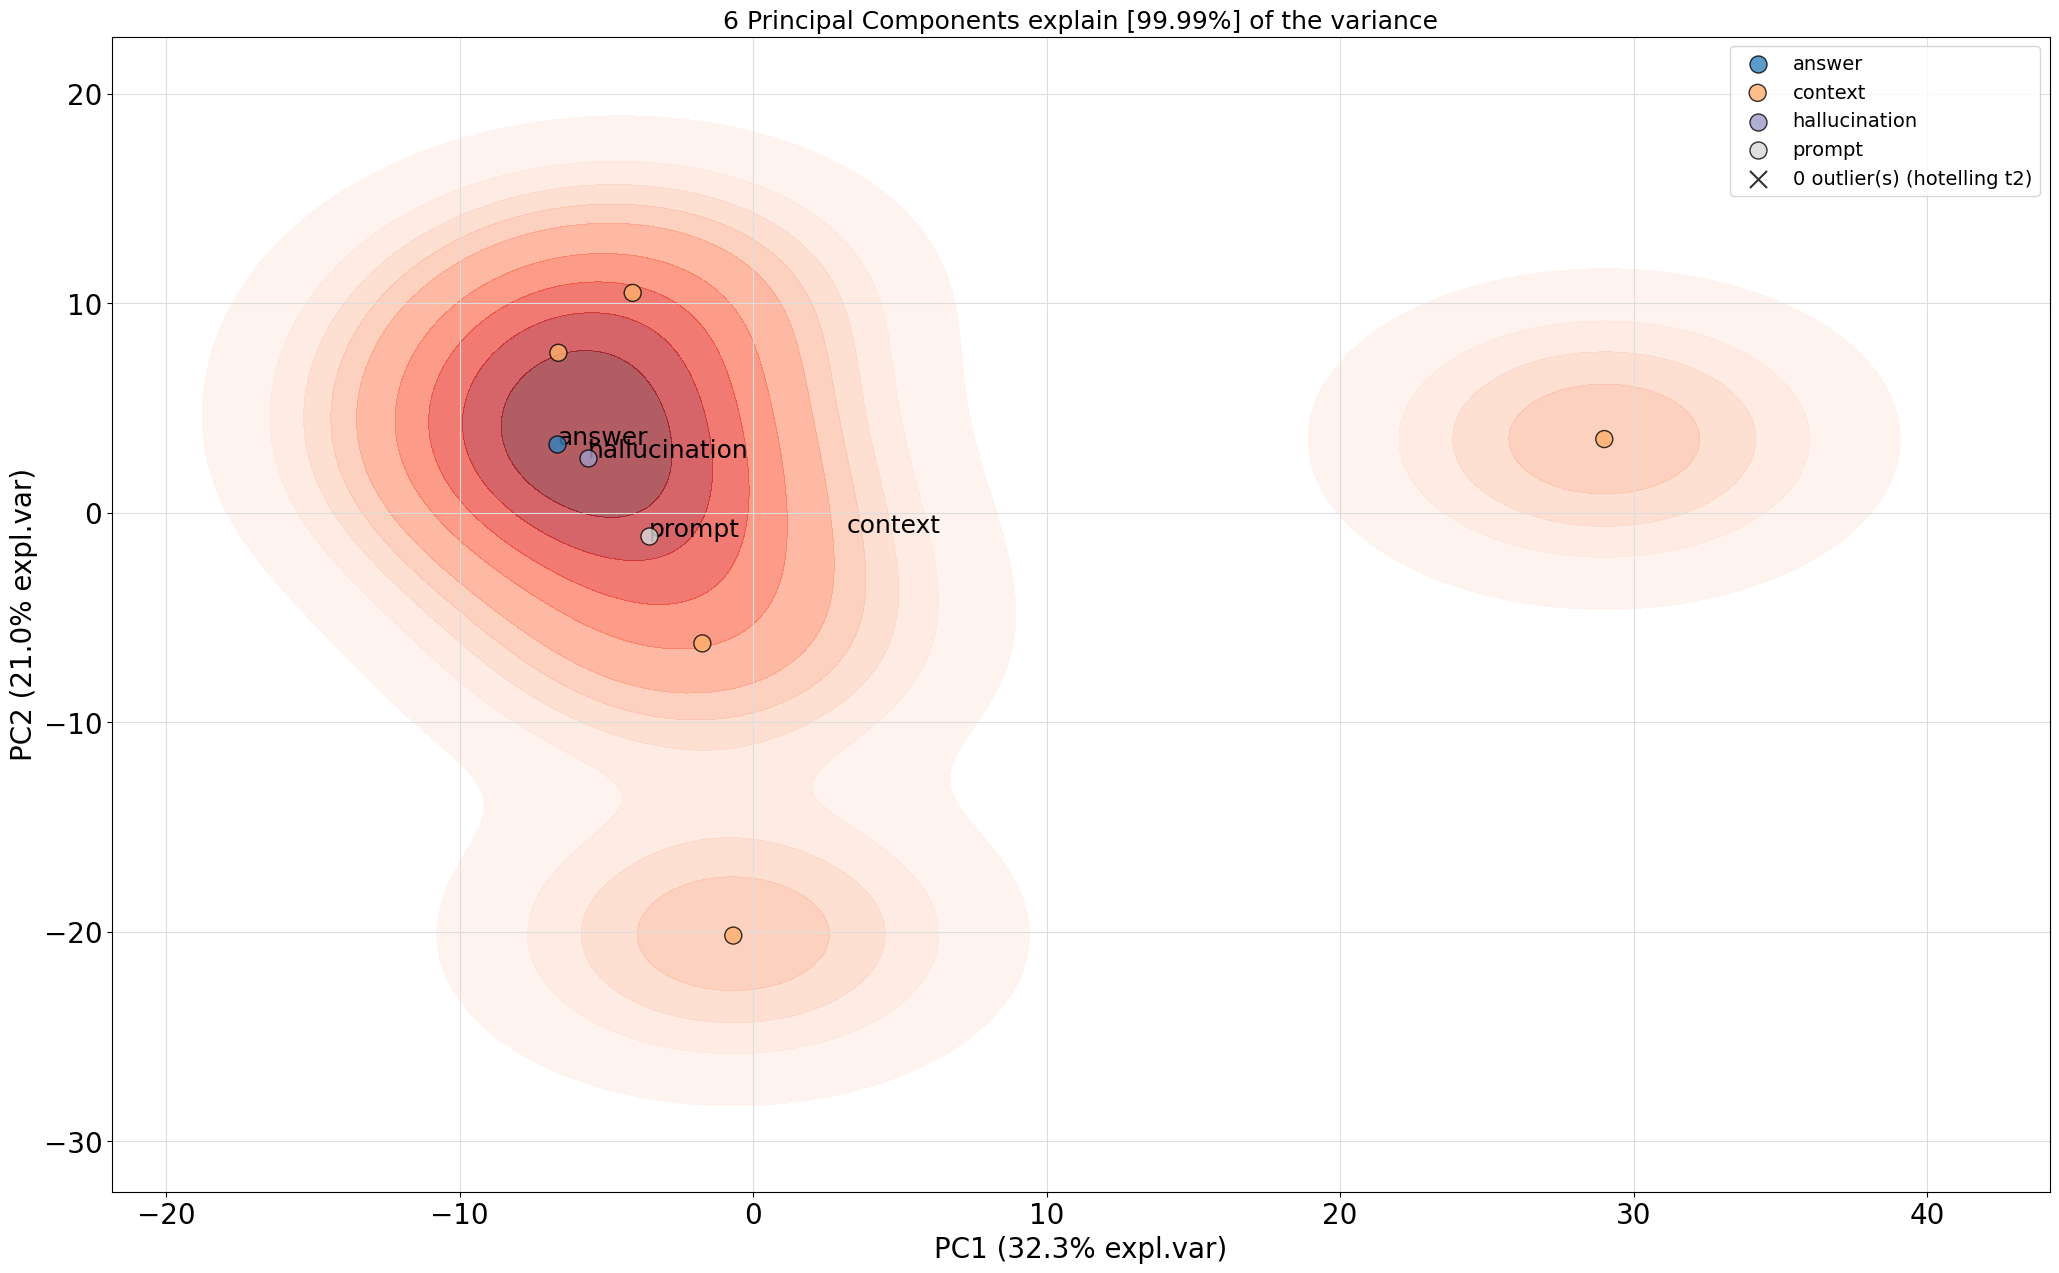 6 Principal Components explain [99.99%] of the variance
answer
context
hallucination
prompt
0 outlier(s) (hotelling t2)
PC2 (21.0% expl.var)
20
10
0
−10
−20
−30
answer
hallucination
prompt
context
−20
−10
0
10
20
30
40
PC1 (32.3% expl.var)